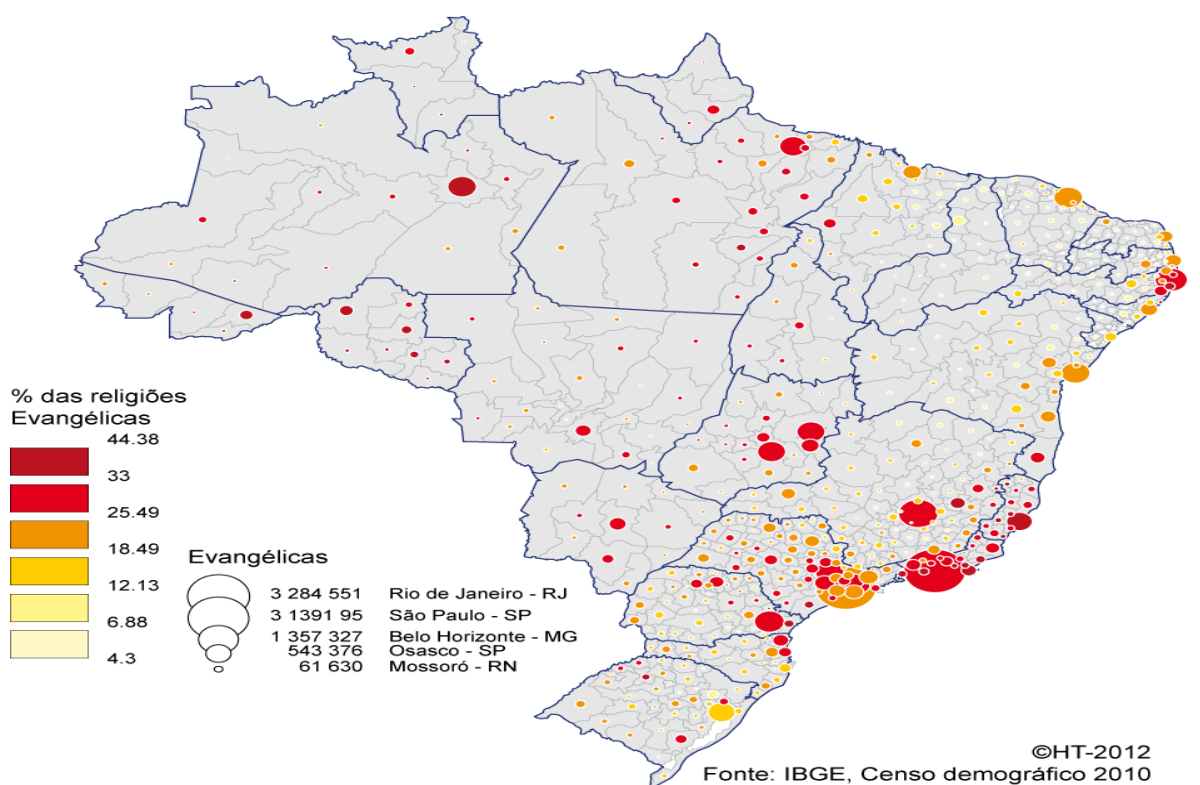 % das religiões
Evangélicas
44.38
33
25.49
18.49
12.13
6.88
4.3
Evangélicas
3 284 551 Rio de Janeiro - RJ
3 1391 95 São Paulo - SP
1 357 327 Belo Horizonte - MG
543 376 Osasco - SP
61 630 Mossoró - RN
©HT-2012
Fonte: IBGE, Censo demográfico 2010